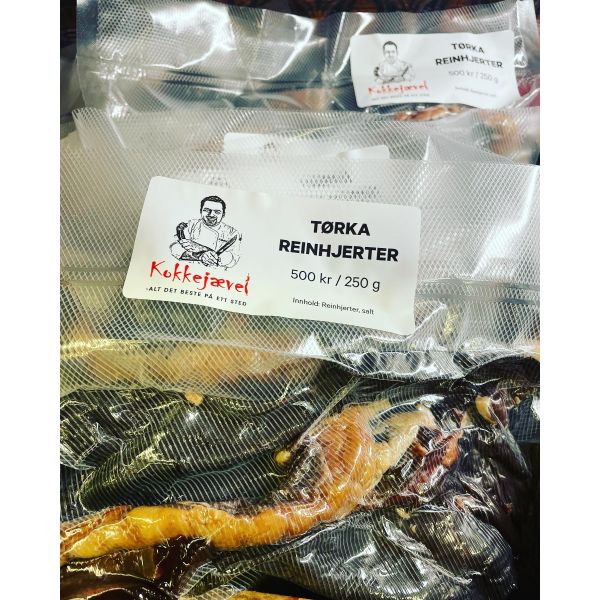 TØRKA
REINHJERTER
500 kr / 250 g
Kokkejævel
TØRKA
REINHJERTER
500 kr / 250 g
Innhold: Reinhjerter, salt
Kokkejævel
-ALT DET BESTE PÅ ETT STED